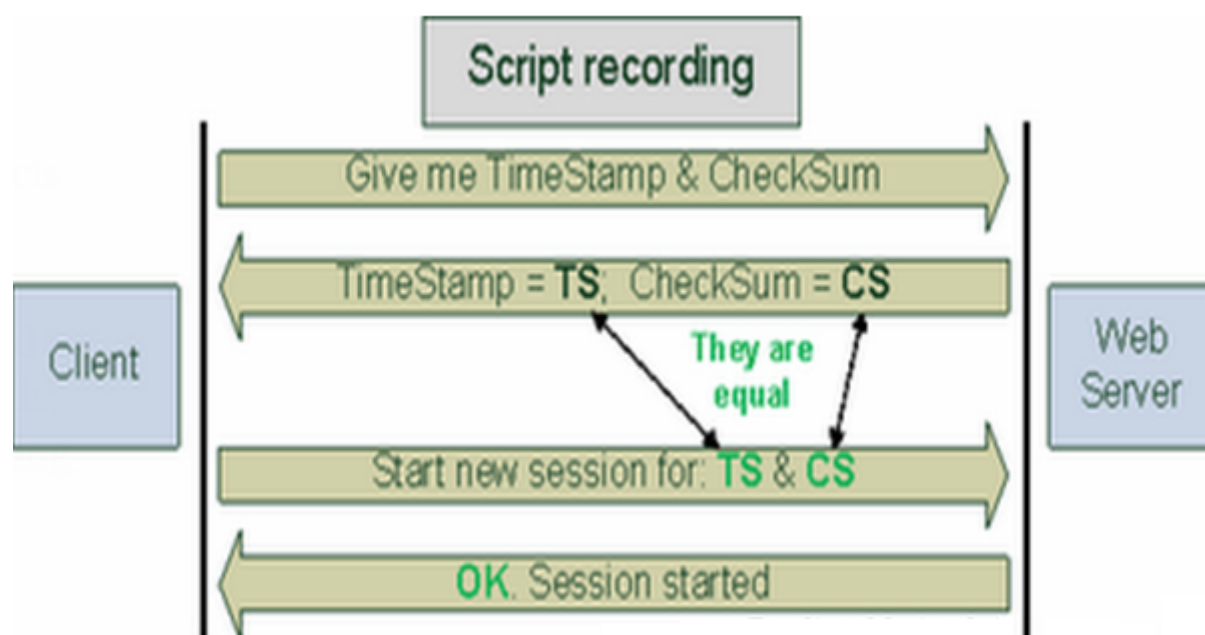 Script recording
Give me TimeStamp & CheckSum
TimeStamp = TS; CheckSum = CS
Client
They are
equal
Web
Server
Start new session for: TS & CS
OK. Session started